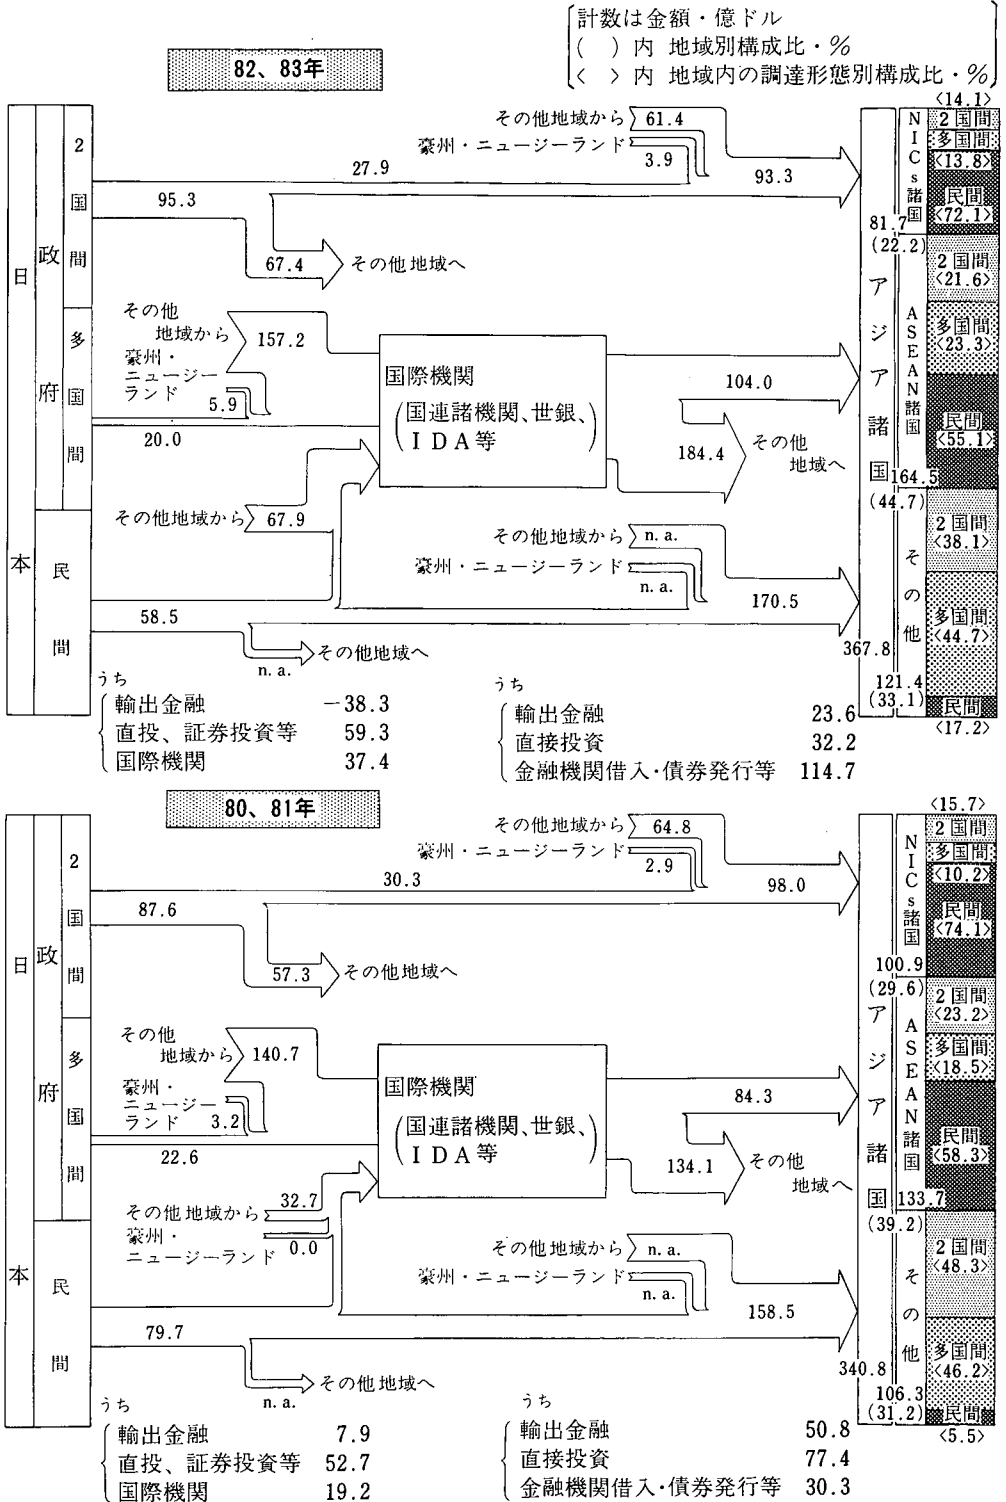 計数は金額・億ドル
( ) 内 地域別構成比・%
< > 内 地域内の調達形態別構成比・%
82、83年
日本
政府
2国間
多国間
民間
その他地域から 61.4
豪州・ニュージーランド 3.9
27.9
93.3
95.3
67.4 その他地域へ
その他
地域から 157.2
豪州・
ニュージー
ランド 5.9
20.0
国際機関
(国連諸機関、世銀、
IDA等)
104.0
184.4 その他
地域へ
その他地域から 67.9
その他地域から n.a.
豪州・ニュージーランド
n.a.
170.5
58.5
n.a. その他地域へ
アジア諸国
367.8
NICs諸国
81.7
(22.2)
<14.1>
2国間
多国間
<13.8>
民間
<72.1>
ASEAN諸国
164.5
(44.7)
2国間
<21.6>
多国間
<23.3>
民間
<55.1>
その他
121.4
(33.1)
2国間
<38.1>
多国間
<44.7>
民間
<17.2>
うち
輸出金融 −38.3
直投、証券投資等 59.3
国際機関 37.4
うち
輸出金融 23.6
直接投資 32.2
金融機関借入・債券発行等 114.7
80、81年
日本
政府
2国間
多国間
民間
その他地域から 64.8
豪州・ニュージーランド 2.9
30.3
98.0
87.6
57.3 その他地域へ
その他
地域から 140.7
豪州・
ニュージー
ランド 3.2
22.6
国際機関
(国連諸機関、世銀、
IDA等)
84.3
134.1 その他
地域へ
その他地域から 32.7
豪州・
ニュージーランド 0.0
その他地域から n.a.
豪州・ニュージーランド
n.a.
158.5
79.7
n.a. その他地域へ
アジア諸国
340.8
NICs諸国
100.9
(29.6)
<15.7>
2国間
多国間
<10.2>
民間
<74.1>
ASEAN諸国
133.7
(39.2)
2国間
<23.2>
多国間
<18.5>
民間
<58.3>
その他
106.3
(31.2)
2国間
<48.3>
多国間
<46.2>
民間
<5.5>
うち
輸出金融 7.9
直投、証券投資等 52.7
国際機関 19.2
うち
輸出金融 50.8
直接投資 77.4
金融機関借入・債券発行等 30.3